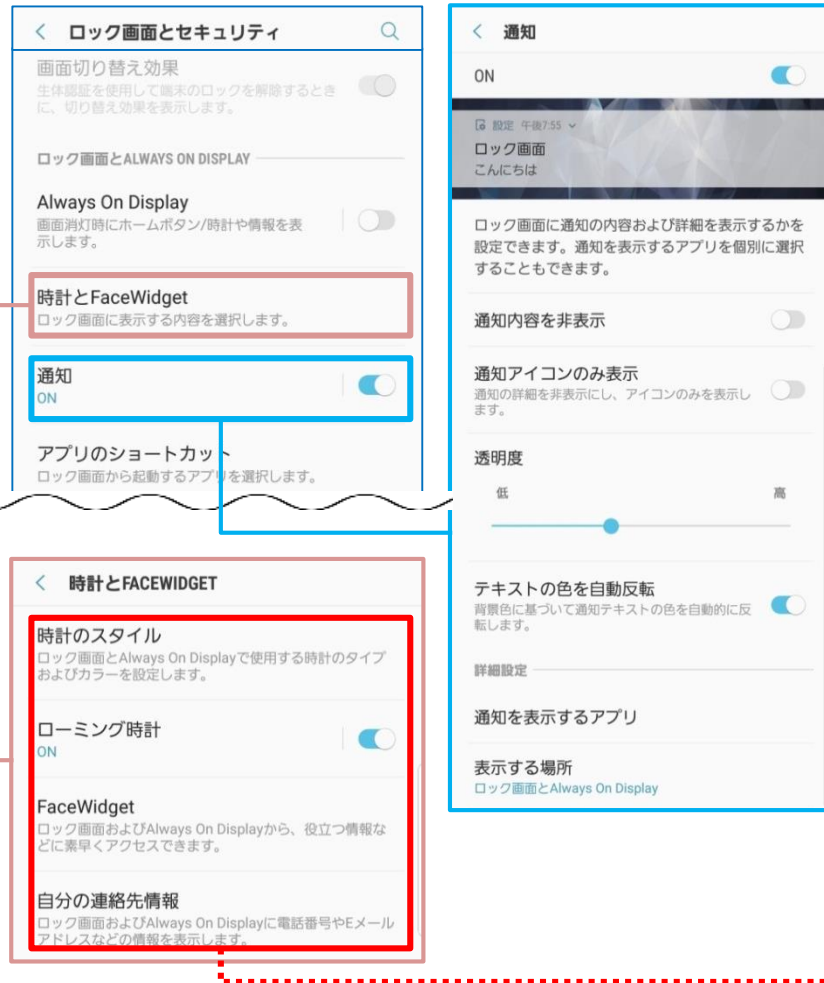 ロック画面とセキュリティ
画面切り替え効果
生体認証を使用して端末のロックを解除するとき
に、切り替え効果を表示します。
ロック画面とALWAYS ON DISPLAY
Always On Display
画面消灯時にホームボタン/時計や情報を表
示します。
時計とFaceWidget
ロック画面に表示する内容を選択します。
通知
ON
アプリのショートカット
ロック画面から起動するアプリを選択します。
時計とFACEWIDGET
時計のスタイル
ロック画面とAlways On Displayで使用する時計のタイプ
およびカラーを設定します。
ローミング時計
ON
FaceWidget
ロック画面およびAlways On Displayから、役立つ情報な
どに素早くアクセスできます。
自分の連絡先情報
ロック画面およびAlways On Displayに電話番号やEメール
アドレスなどの情報を表示します。
通知
ON
設定 午後7:55
ロック画面
こんにちは
ロック画面に通知の内容および詳細を表示するかを
設定できます。通知を表示するアプリを個別に選択
することもできます。
通知内容を非表示
通知アイコンのみ表示
通知の詳細を非表示にし、アイコンのみを表示し
ます。
透明度
低 高
テキストの色を自動反転
背景色に基づいて通知テキストの色を自動的に反
転します。
詳細設定
通知を表示するアプリ
表示する場所
ロック画面とAlways On Display